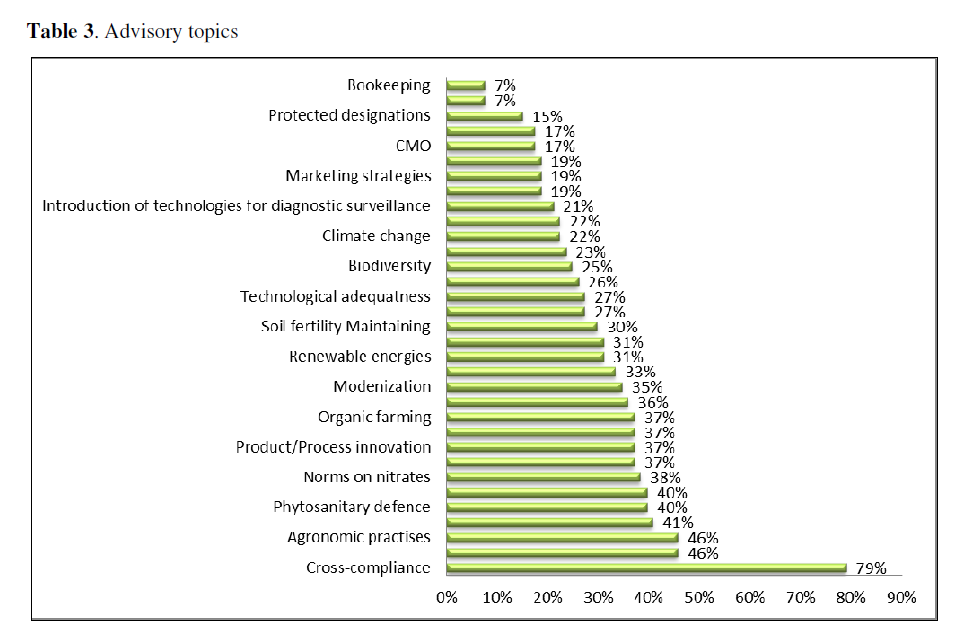 Table 3. Advisory topics
Bookeeping 7%
7%
Protected designations 15%
17%
CMO 17%
19%
Marketing strategies 19%
19%
Introduction of technologies for diagnostic surveillance 21%
22%
Climate change 22%
23%
Biodiversity 25%
26%
Technological adequatness 27%
27%
Soil fertility Maintaining 30%
31%
Renewable energies 31%
33%
Modenization 35%
36%
Organic farming 37%
37%
Product/Process innovation 37%
37%
Norms on nitrates 38%
40%
Phytosanitary defence 40%
41%
Agronomic practises 46%
46%
Cross-compliance 79%
0% 10% 20% 30% 40% 50% 60% 70% 80% 90%